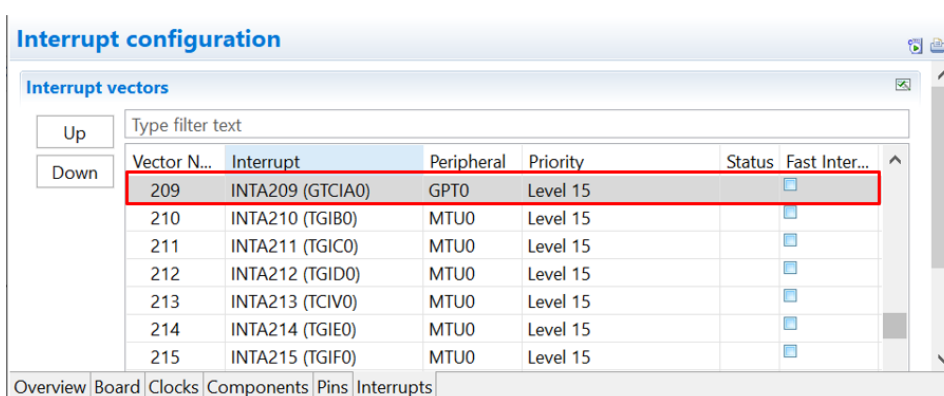 Interrupt configuration
Interrupt vectors
Up
Type filter text
Down
Vector N... Interrupt Peripheral Priority Status Fast Inter...
209 INTA209 (GTCIA0) GPT0 Level 15
210 INTA210 (TGIB0) MTU0 Level 15
211 INTA211 (TGIC0) MTU0 Level 15
212 INTA212 (TGID0) MTU0 Level 15
213 INTA213 (TCIV0) MTU0 Level 15
214 INTA214 (TGIE0) MTU0 Level 15
215 INTA215 (TGIF0) MTU0 Level 15
Overview Board Clocks Components Pins Interrupts